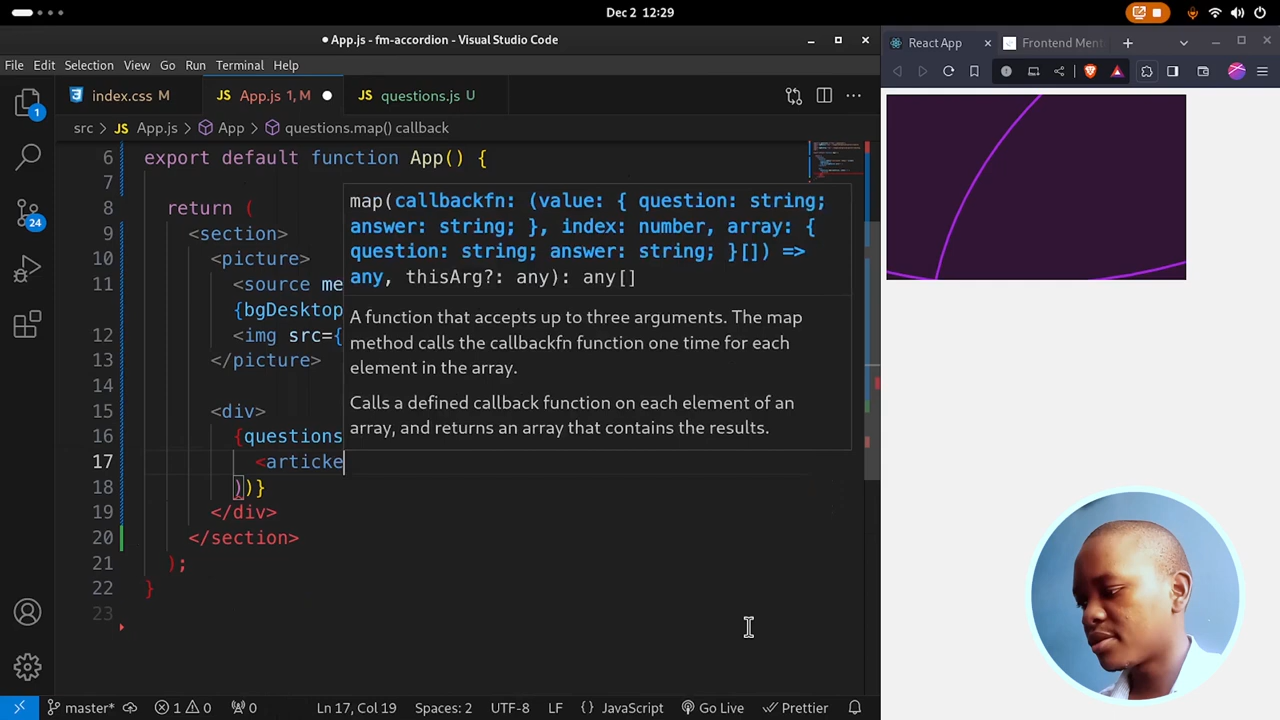 Dec 2 12:29
App.js - fm-accordion - Visual Studio Code
File Edit Selection View Go Run Terminal Help
index.css M
JS App.js 1, M
JS questions.js U
src > JS App.js > App > questions.map() callback
6 export default function App() {
7
8 return (
9 <section>
10 <picture>
11 <source me
{bgDesktop
12 <img src={
13 </picture>
14
15 <div>
16 {questions
17 <articke
18 ))}
19 </div>
20 </section>
21 );
22 }
23
map(callbackfn: (value: { question: string;
answer: string; }, index: number, array: {
question: string; answer: string; }[]) =>
any, thisArg?: any): any[]
A function that accepts up to three arguments. The map
method calls the callbackfn function one time for each
element in the array.
Calls a defined callback function on each element of an
array, and returns an array that contains the results.
1
24
master* 1 0 0 Ln 17, Col 19 Spaces: 2 UTF-8 LF { } JavaScript Go Live Prettier
React App
Frontend Ment